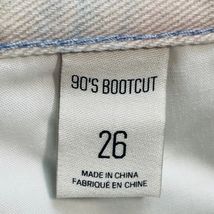 90'S BOOTCUT
26
MADE IN CHINA
FABRIQUÉ EN CHINE